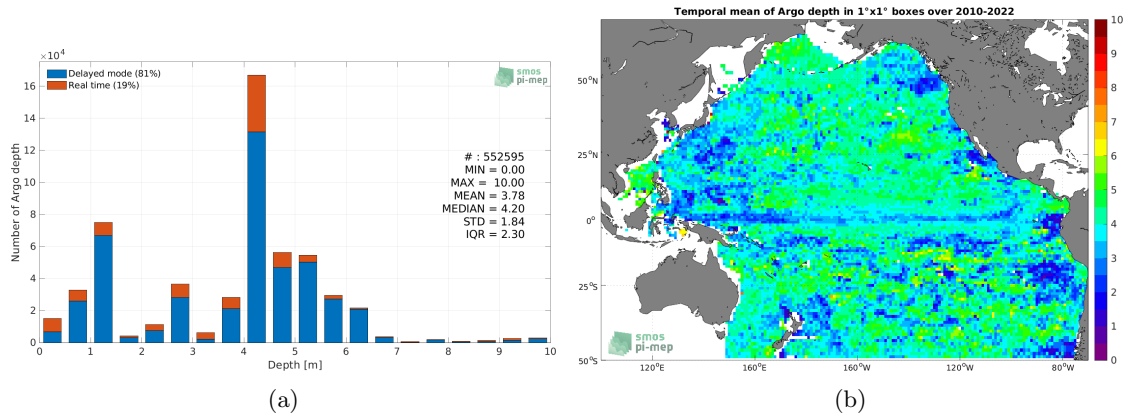 ×10⁴
Delayed mode (81%)
Real time (19%)
smos
pi-mep
16
14
12
10
8
6
4
2
0
Number of Argo depth
# : 552595
MIN = 0.00
MAX = 10.00
MEAN = 3.78
MEDIAN = 4.20
STD = 1.84
IQR = 2.30
0 1 2 3 4 5 6 7 8 9 10
Depth [m]
(a)
Temporal mean of Argo depth in 1°x1° boxes over 2010-2022
smos
pi-mep
50°N
25°N
0°
25°S
50°S
120°E 160°E 160°W 120°W 80°W
smos
pi-mep
10
9
8
7
6
5
4
3
2
1
0
(b)